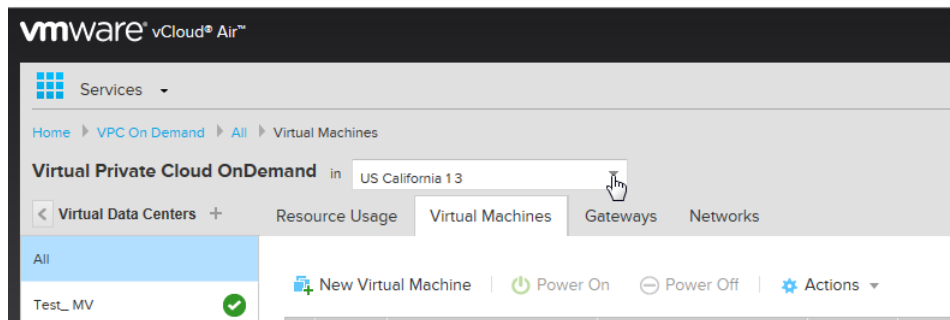 vmware® vCloud® Air™
Services
Home VPC On Demand All Virtual Machines
Virtual Private Cloud OnDemand in US California 1 3
Virtual Data Centers + Resource Usage Virtual Machines Gateways Networks
All
New Virtual Machine Power On Power Off Actions
Test_ MV